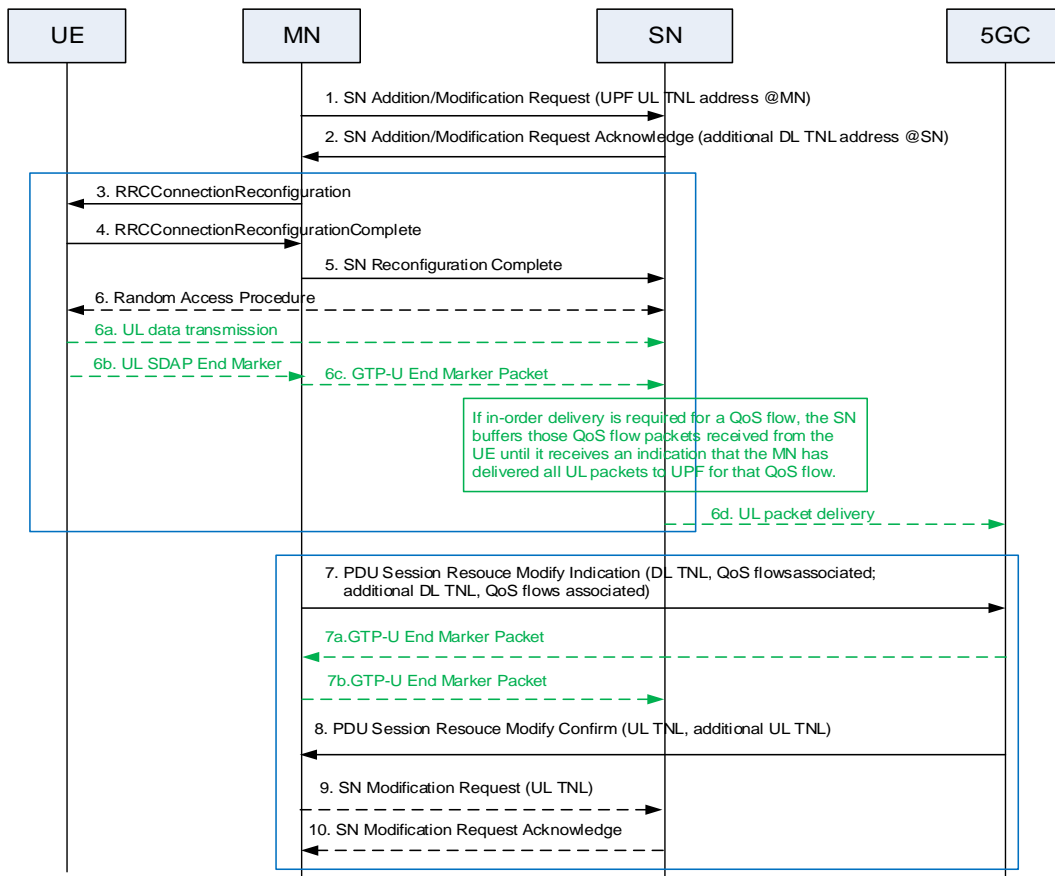 UE
MN
SN
5GC
1. SN Addition/Modification Request (UPF UL TNL address @MN)
2. SN Addition/Modification Request Acknowledge (additional DL TNL address @SN)
3. RRCConnectionReconfiguration
4. RRCConnectionReconfigurationComplete
5. SN Reconfiguration Complete
6. Random Access Procedure
6a. UL data transmission
6b. UL SDAP End Marker
6c. GTP-U End Marker Packet
If in-order delivery is required for a QoS flow, the SN
buffers those QoS flow packets received from the
UE until it receives an indication that the MN has
delivered all UL packets to UPF for that QoS flow.
6d. UL packet delivery
7. PDU Session Resouce Modify Indication (DL TNL, QoS flowsassociated;
additional DL TNL, QoS flows associated)
7a.GTP-U End Marker Packet
7b.GTP-U End Marker Packet
8. PDU Session Resouce Modify Confirm (UL TNL, additional UL TNL)
9. SN Modification Request (UL TNL)
10. SN Modification Request Acknowledge